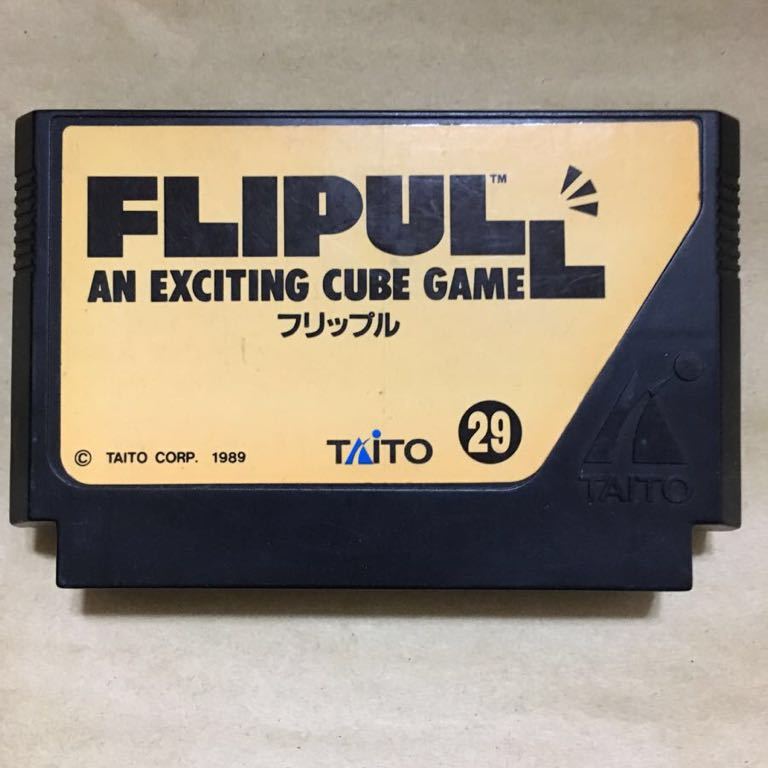 FLIPULL™
AN EXCITING CUBE GAME
フリップル
© TAITO CORP. 1989
TAITO
29
TAITO